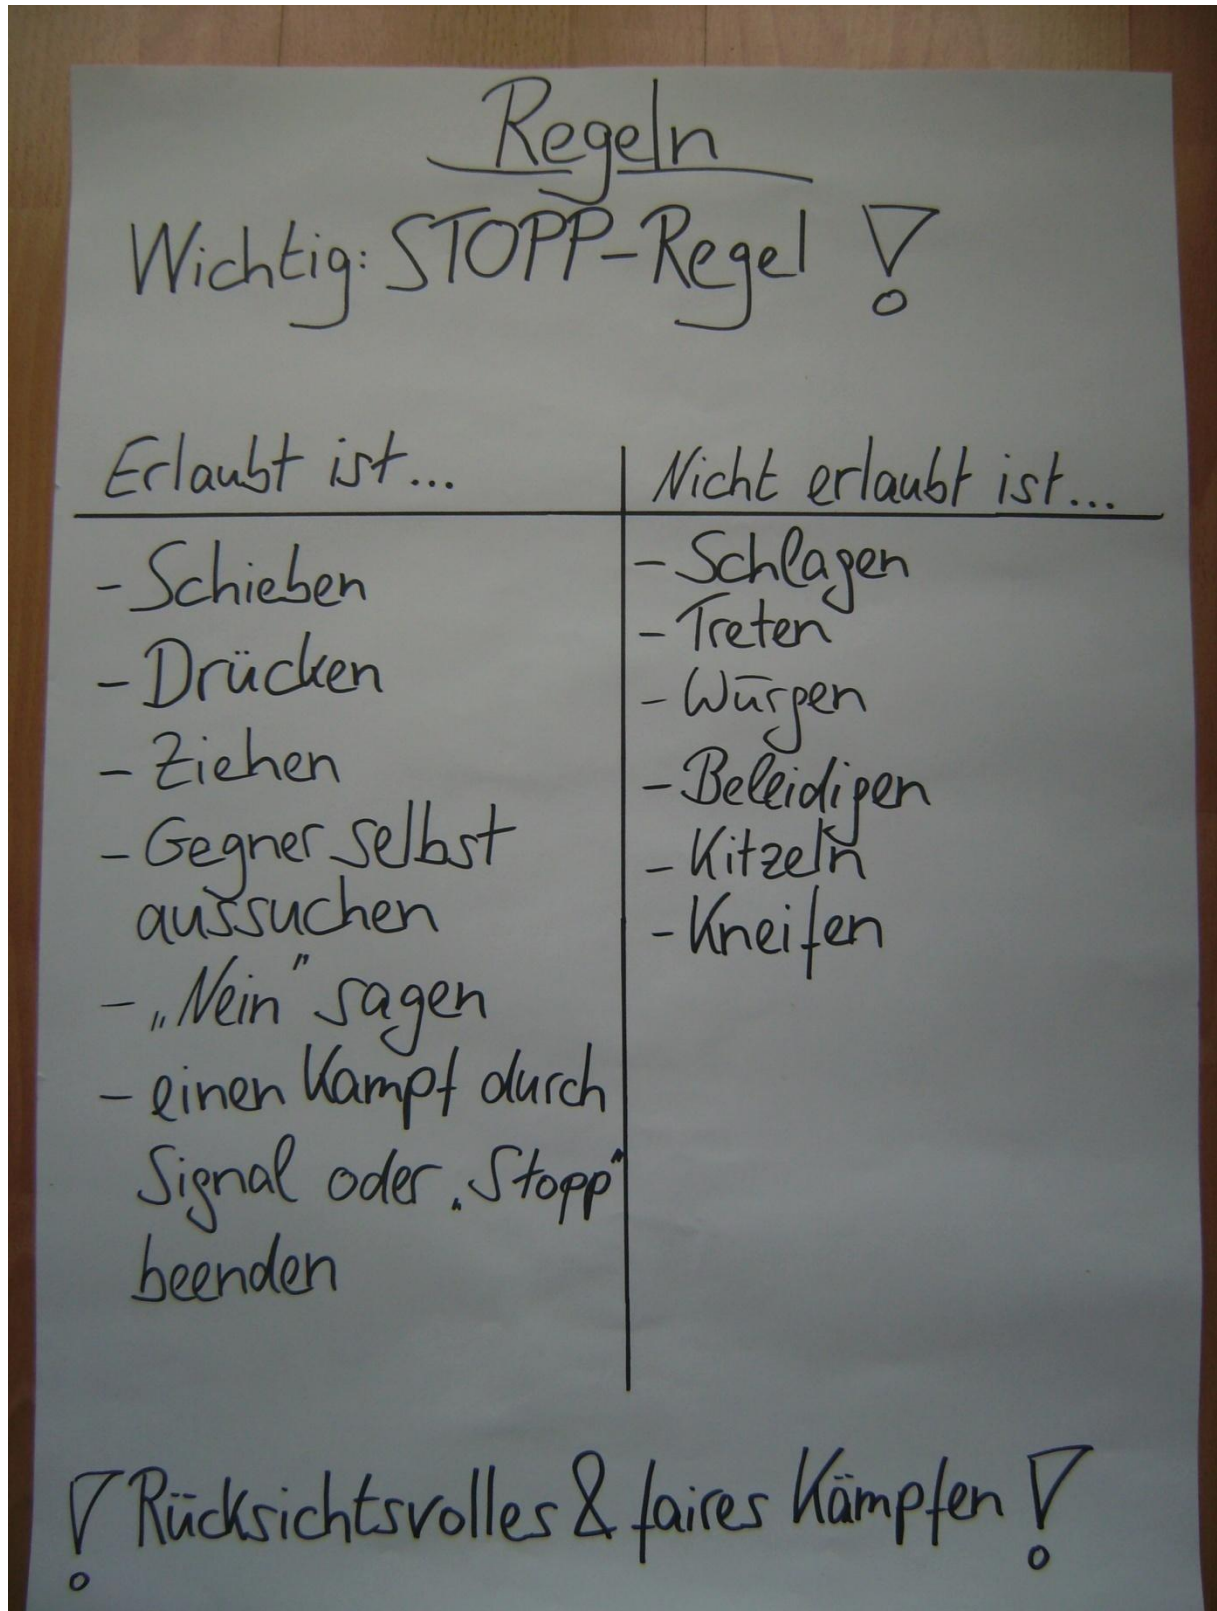 Regeln
Wichtig: STOPP-Regel !
Erlaubt ist...
- Schieben
- Drücken
- Ziehen
- Gegner selbst
aussuchen
- „Nein" sagen
- einen Kampf durch
Signal oder „Stopp"
beenden
Nicht erlaubt ist...
- Schlagen
- Treten
- Würgen
- Beleidigen
- Kitzeln
- Kneifen
! Rücksichtsvolles & faires Kämpfen !